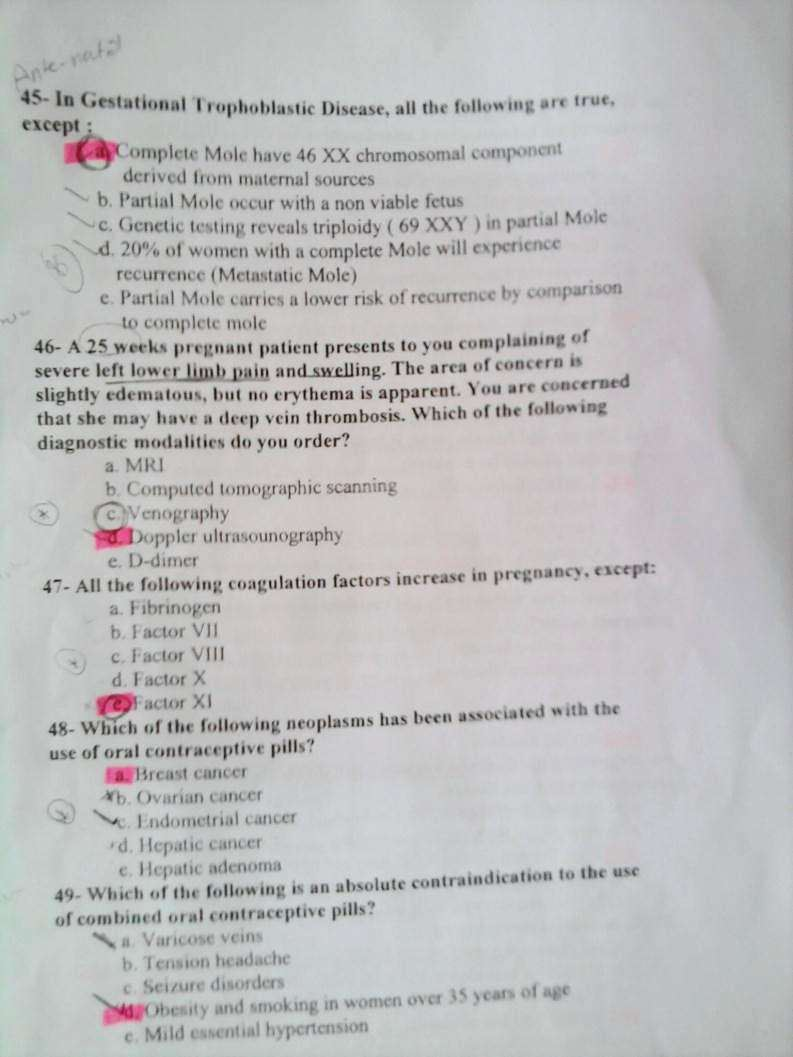 Ante-natal
45- In Gestational Trophoblastic Disease, all the following are true,
except :
a. Complete Mole have 46 XX chromosomal component
derived from maternal sources
b. Partial Mole occur with a non viable fetus
c. Genetic testing reveals triploidy ( 69 XXY ) in partial Mole
d. 20% of women with a complete Mole will experience
recurrence (Metastatic Mole)
e. Partial Mole carries a lower risk of recurrence by comparison
to complete mole
46- A 25 weeks pregnant patient presents to you complaining of
severe left lower limb pain and swelling. The area of concern is
slightly edematous, but no erythema is apparent. You are concerned
that she may have a deep vein thrombosis. Which of the following
diagnostic modalities do you order?
a. MRI
b. Computed tomographic scanning
c. Venography
d. Doppler ultrasounography
e. D-dimer
47- All the following coagulation factors increase in pregnancy, except:
a. Fibrinogen
b. Factor VII
c. Factor VIII
d. Factor X
e. Factor XI
48- Which of the following neoplasms has been associated with the
use of oral contraceptive pills?
a. Breast cancer
b. Ovarian cancer
c. Endometrial cancer
d. Hepatic cancer
e. Hepatic adenoma
49- Which of the following is an absolute contraindication to the use
of combined oral contraceptive pills?
a. Varicose veins
b. Tension headache
c. Seizure disorders
d. Obesity and smoking in women over 35 years of age
e. Mild essential hypertension